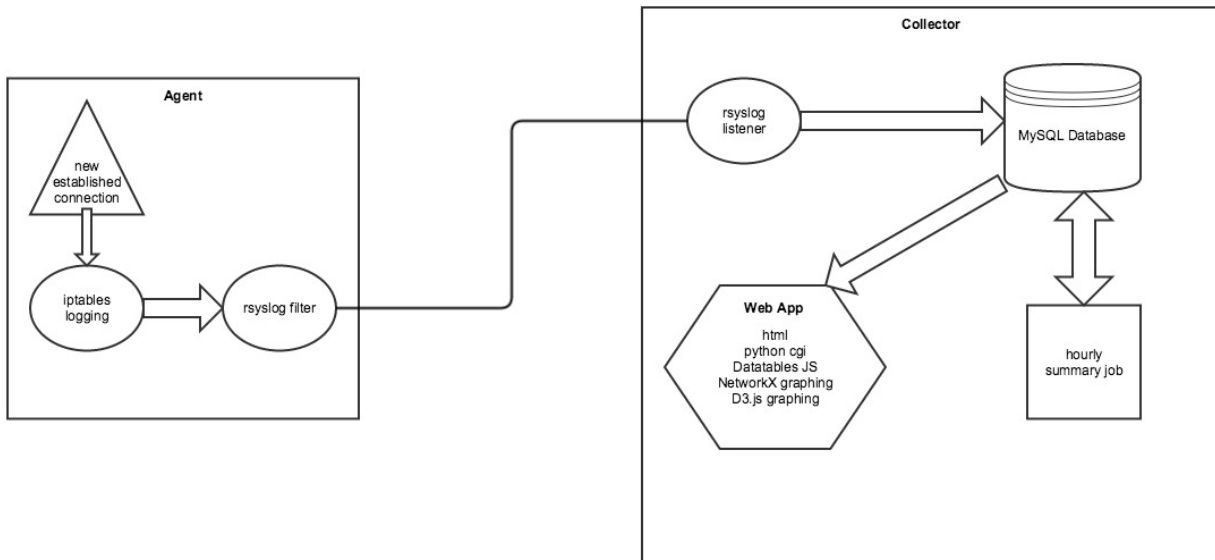 Agent
new
established
connection
iptables
logging
rsyslog filter
Collector
rsyslog
listener
MySQL Database
Web App
html
python cgi
Datatables JS
NetworkX graphing
D3.js graphing
hourly
summary job